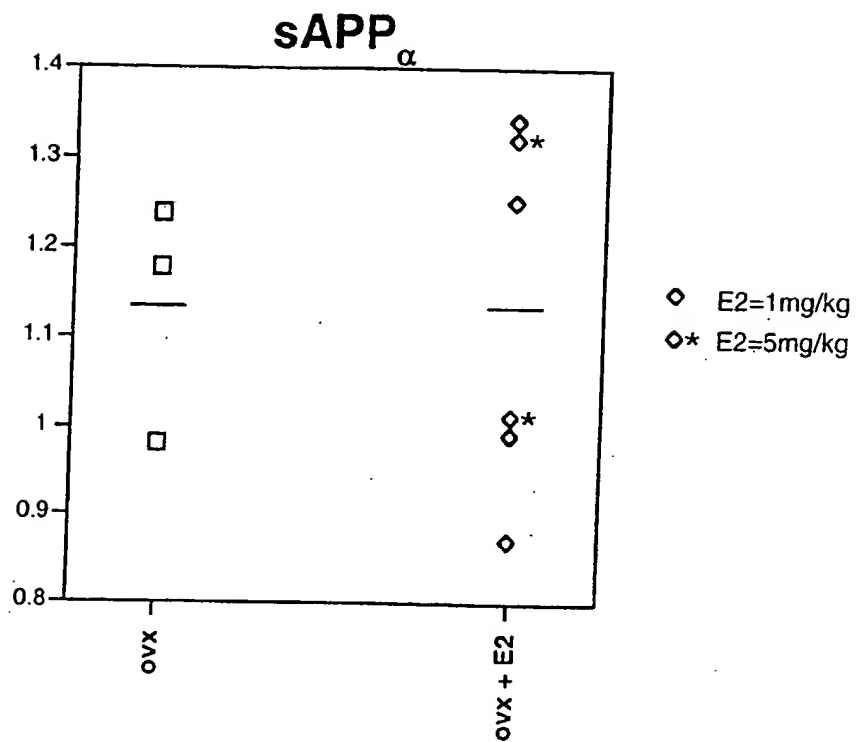 sAPPα
1.4
1.3
1.2
1.1
1
0.9
0.8
ovx
ovx + E2
*
*
E2=1mg/kg
* E2=5mg/kg